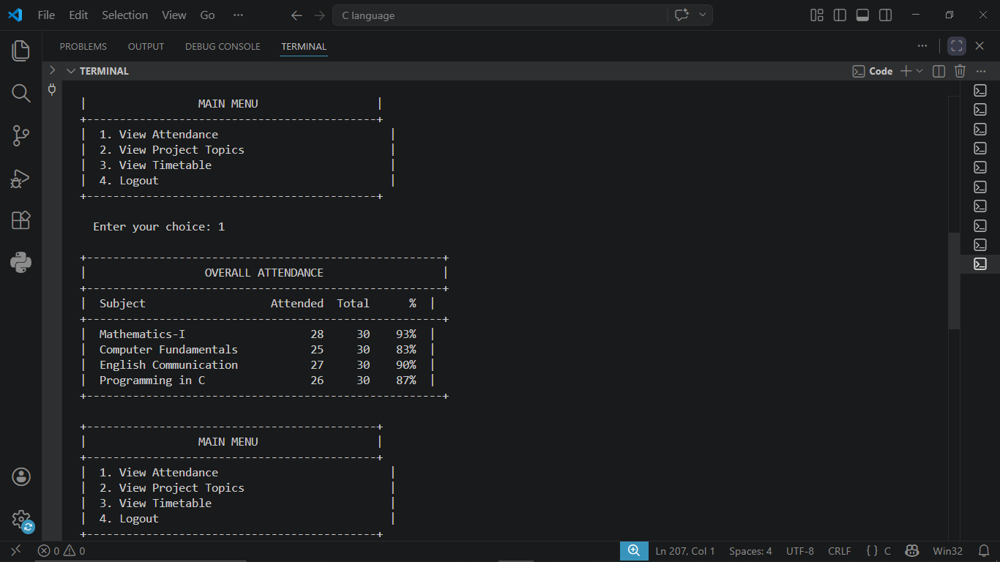 File Edit Selection View Go ··· C language
PROBLEMS OUTPUT DEBUG CONSOLE TERMINAL ···
TERMINAL Code ···
| MAIN MENU |
+--------------------------------------------+
| 1. View Attendance |
| 2. View Project Topics |
| 3. View Timetable |
| 4. Logout |
+--------------------------------------------+
Enter your choice: 1
+------------------------------------------------------+
| OVERALL ATTENDANCE |
+------------------------------------------------------+
| Subject Attended Total % |
+------------------------------------------------------+
| Mathematics-I 28 30 93% |
| Computer Fundamentals 25 30 83% |
| English Communication 27 30 90% |
| Programming in C 26 30 87% |
+------------------------------------------------------+
+--------------------------------------------+
| MAIN MENU |
+--------------------------------------------+
| 1. View Attendance |
| 2. View Project Topics |
| 3. View Timetable |
| 4. Logout |
+--------------------------------------------+
0 0 Ln 207, Col 1 Spaces: 4 UTF-8 CRLF {} C Win32